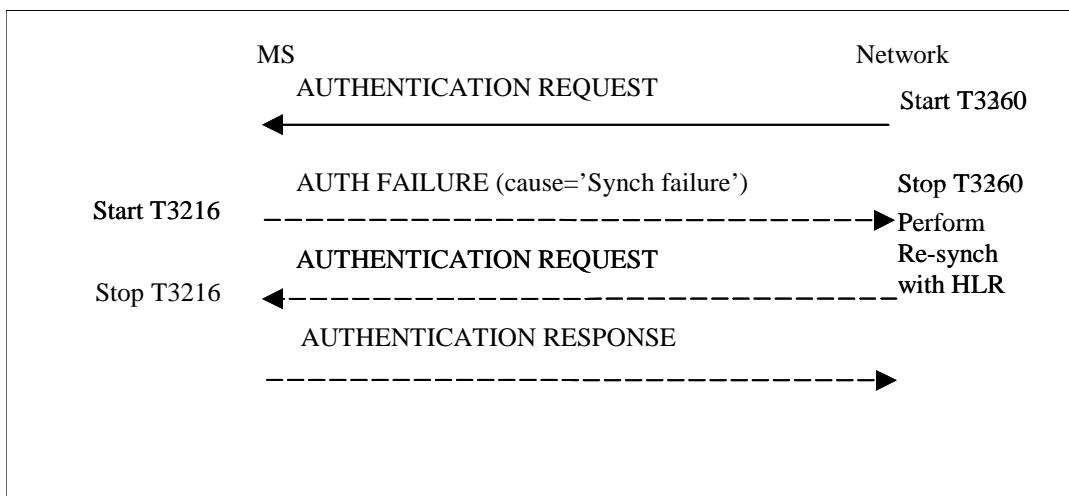 MS Network
AUTHENTICATION REQUEST
Start T3260
AUTH FAILURE (cause='Synch failure')
Stop T3260
Start T3216
Perform
Re-synch
with HLR
AUTHENTICATION REQUEST
Stop T3216
AUTHENTICATION RESPONSE